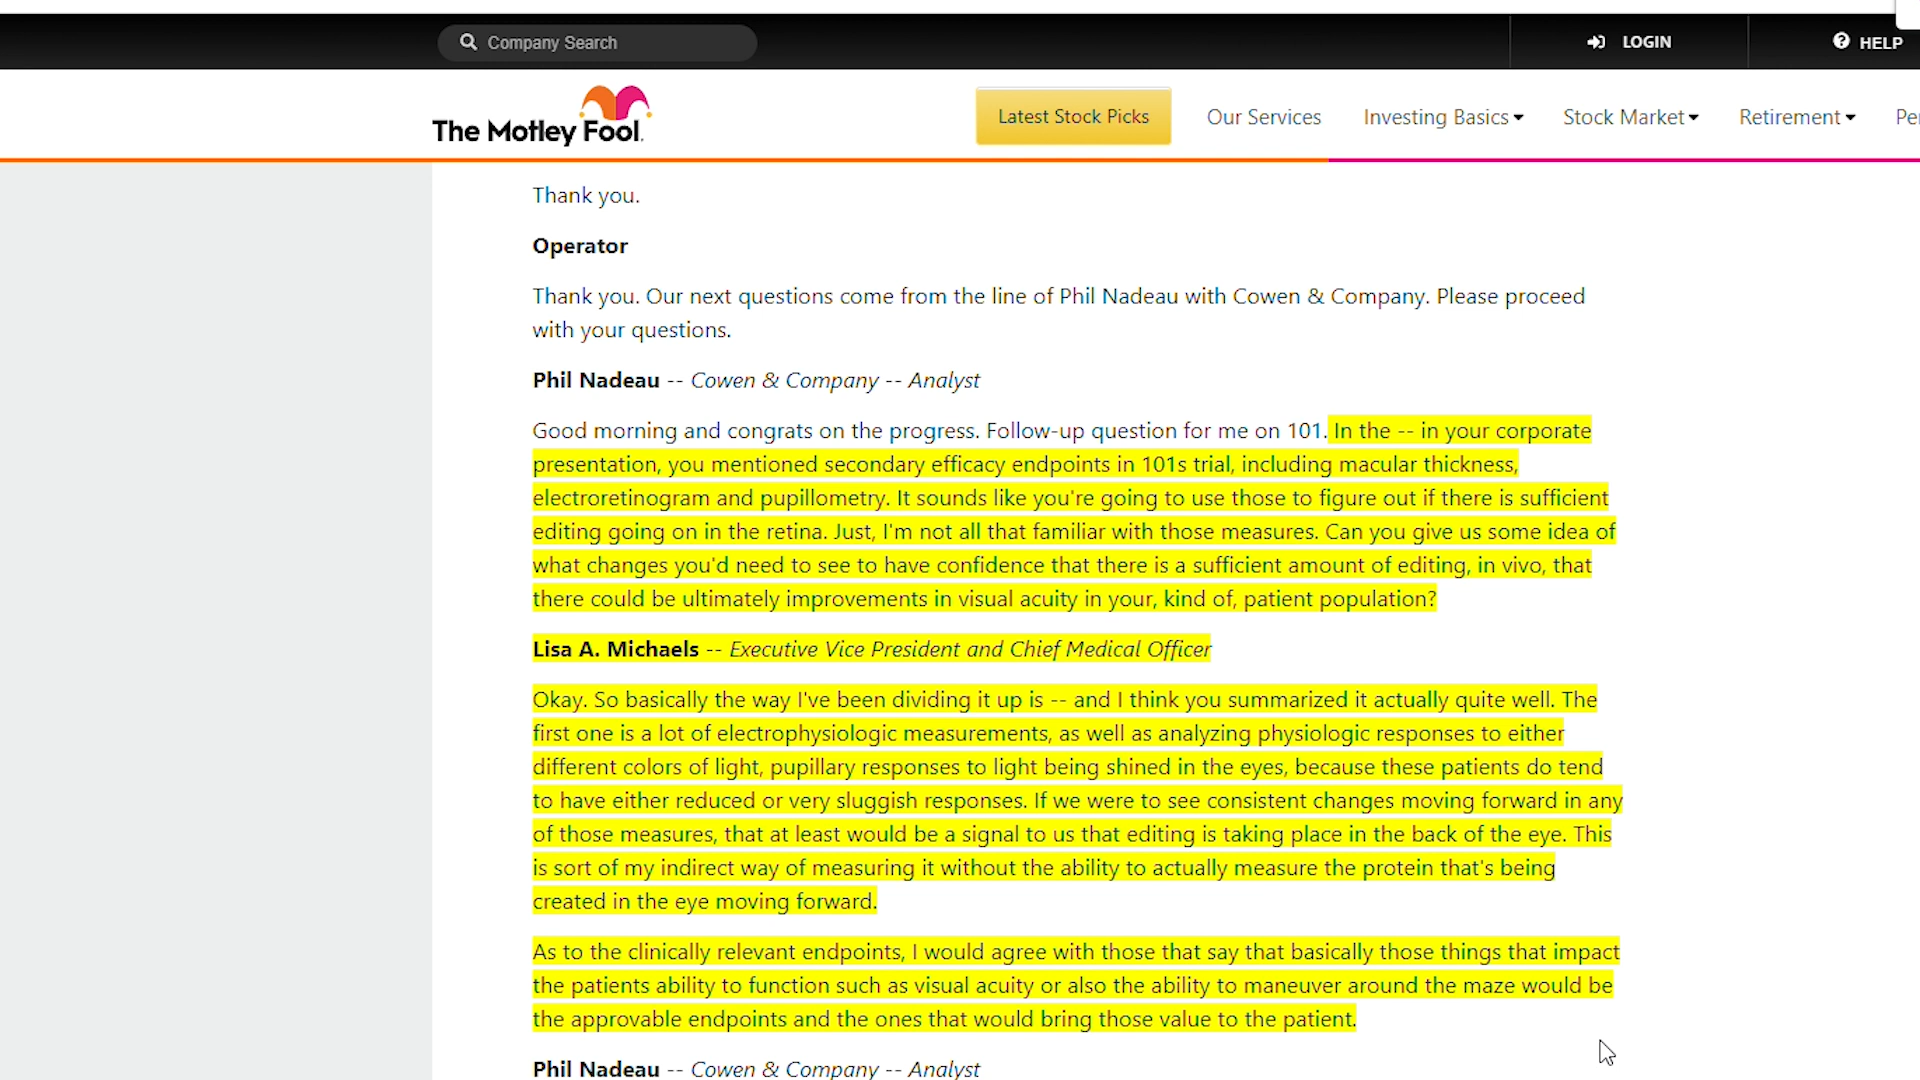 Company Search
LOGIN
HELP
The Motley Fool.
Latest Stock Picks
Our Services
Investing Basics
Stock Market
Retirement
Pe
Thank you.
Operator
Thank you. Our next questions come from the line of Phil Nadeau with Cowen & Company. Please proceed
with your questions.
Phil Nadeau -- Cowen & Company -- Analyst
Good morning and congrats on the progress. Follow-up question for me on 101. In the -- in your corporate
presentation, you mentioned secondary efficacy endpoints in 101s trial, including macular thickness,
electroretinogram and pupillometry. It sounds like you're going to use those to figure out if there is sufficient
editing going on in the retina. Just, I'm not all that familiar with those measures. Can you give us some idea of
what changes you'd need to see to have confidence that there is a sufficient amount of editing, in vivo, that
there could be ultimately improvements in visual acuity in your, kind of, patient population?
Lisa A. Michaels -- Executive Vice President and Chief Medical Officer
Okay. So basically the way I've been dividing it up is -- and I think you summarized it actually quite well. The
first one is a lot of electrophysiologic measurements, as well as analyzing physiologic responses to either
different colors of light, pupillary responses to light being shined in the eyes, because these patients do tend
to have either reduced or very sluggish responses. If we were to see consistent changes moving forward in any
of those measures, that at least would be a signal to us that editing is taking place in the back of the eye. This
is sort of my indirect way of measuring it without the ability to actually measure the protein that's being
created in the eye moving forward.
As to the clinically relevant endpoints, I would agree with those that say that basically those things that impact
the patients ability to function such as visual acuity or also the ability to maneuver around the maze would be
the approvable endpoints and the ones that would bring those value to the patient.
Phil Nadeau -- Cowen & Company -- Analyst